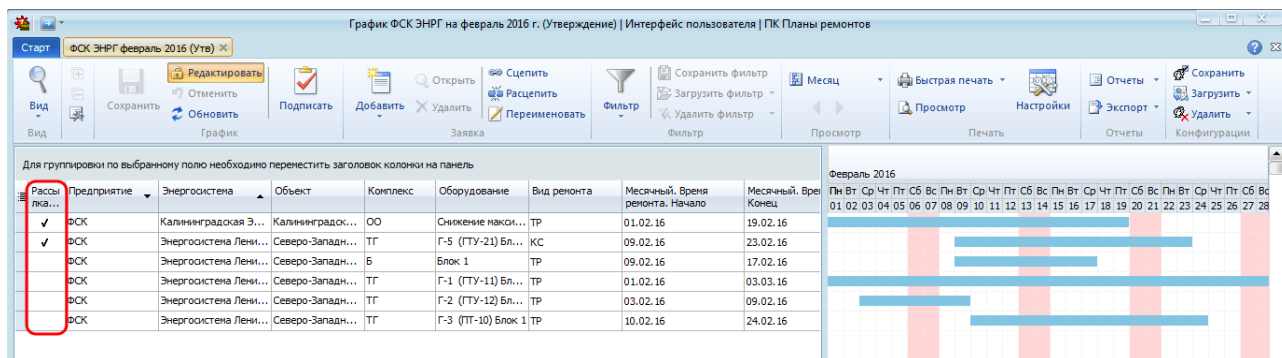 График ФСК ЭНРГ на февраль 2016 г. (Утверждение) | Интерфейс пользователя | ПК Планы ремонтов
Старт ФСК ЭНРГ февраль 2016 (Утв)
Вид
Сохранить
Редактировать
Отменить
Обновить
Подписать
Добавить
Открыть
Удалить
Сцепить
Расцепить
Переименовать
Фильтр
Сохранить фильтр
Загрузить фильтр
Удалить фильтр
Месяц
Быстрая печать
Просмотр
Настройки
Отчеты
Экспорт
Сохранить
Загрузить
Удалить
Вид График Заявка Фильтр Просмотр Печать Отчеты Конфигурации
Для группировки по выбранному полю необходимо переместить заголовок колонки на панель
Февраль 2016
Рассы лка... Предприятие Энергосистема Объект Комплекс Оборудование Вид ремонта Месячный. Время ремонта. Начало Месячный. Вре Конец
Пн Вт Ср Чт Пт Сб Вс Пн Вт Ср Чт Пт Сб Вс Пн Вт Ср Чт Пт Сб Вс Пн Вт Ср Чт Пт Сб Вс
01 02 03 04 05 06 07 08 09 10 11 12 13 14 15 16 17 18 19 20 21 22 23 24 25 26 27 28
✓ ФСК Калининградская Э... Калининградск... ОО Снижение макси... ТР 01.02.16 19.02.16
✓ ФСК Энергосистема Лени... Северо-Западн... ТГ Г-5 (ГТУ-21) Бл... КС 09.02.16 23.02.16
ФСК Энергосистема Лени... Северо-Западн... Б Блок 1 ТР 09.02.16 17.02.16
ФСК Энергосистема Лени... Северо-Западн... ТГ Г-1 (ГТУ-11) Бл... ТР 01.02.16 03.03.16
ФСК Энергосистема Лени... Северо-Западн... ТГ Г-2 (ГТУ-12) Бл... ТР 03.02.16 09.02.16
ФСК Энергосистема Лени... Северо-Западн... ТГ Г-3 (ПТ-10) Блок 1 ТР 10.02.16 24.02.16